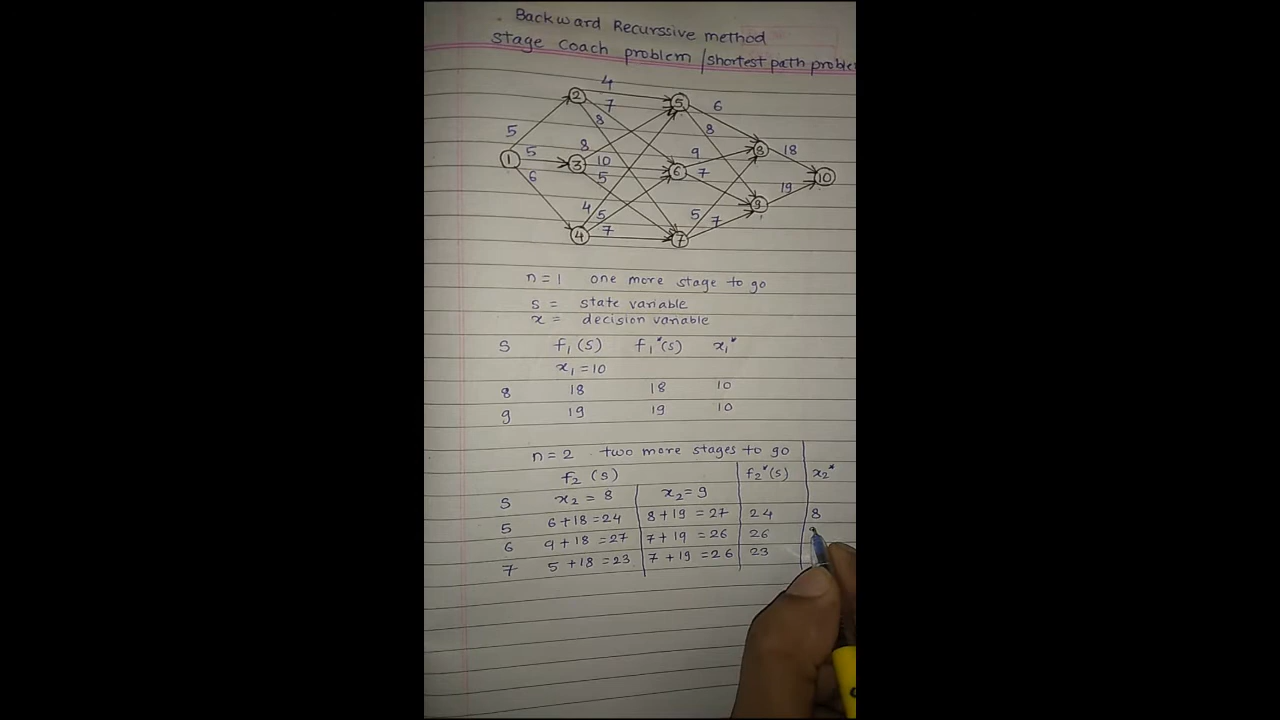 Backward Recurssive method
stage coach problem / shortest path proble
4
2
5
7
6
8
8
5
8
8
18
1
5
3
10
9
10
6
6
7
5
19
4
5
5
9
4
7
7
7
n = 1 one more stage to go
s = state variable
x = decision variable
S f₁(S) f₁*(S) x₁*
x₁ = 10
8 18 18 10
9 19 19 10
n = 2 two more stages to go
f₂ (S) f₂*(S) x₂*
S x₂ = 8 x₂ = 9
5 6 + 18 = 24 8 + 19 = 27 24 8
6 9 + 18 = 27 7 + 19 = 26 26
7 5 + 18 = 23 7 + 19 = 26 23